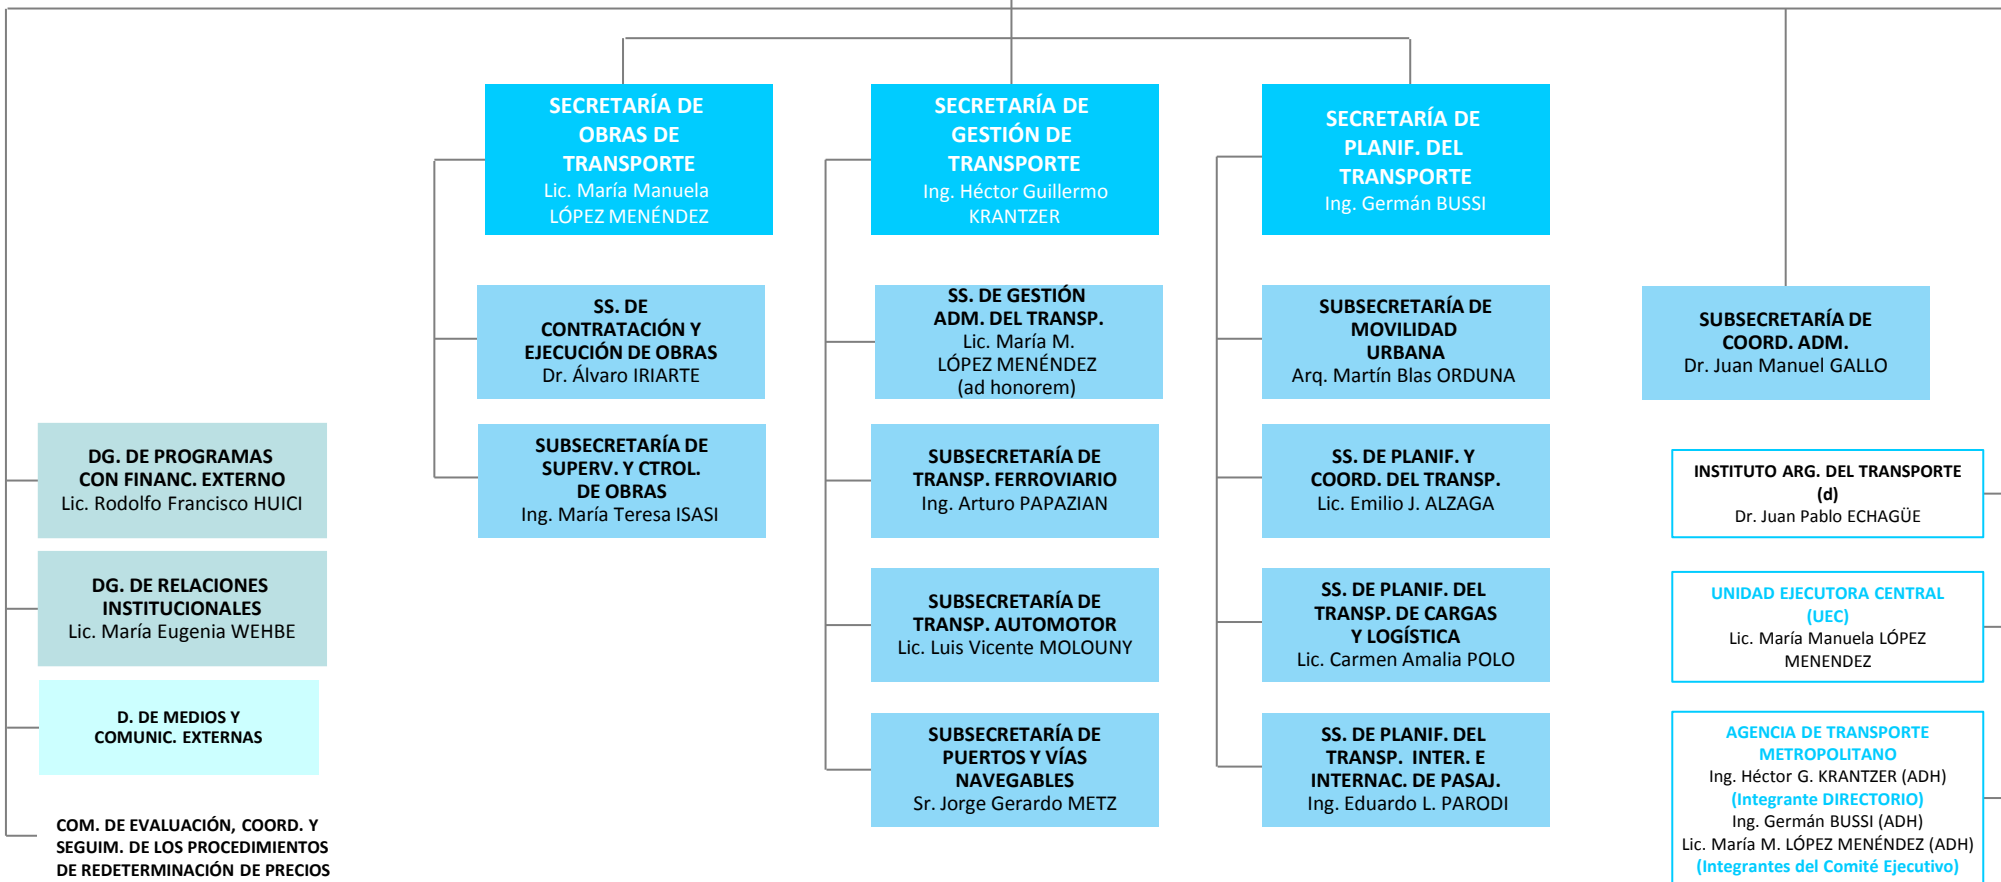 SECRETARÍA DE
OBRAS DE
TRANSPORTE
Lic. María Manuela
LÓPEZ MENÉNDEZ
SECRETARÍA DE
GESTIÓN DE
TRANSPORTE
Ing. Héctor Guillermo
KRANTZER
SECRETARÍA DE
PLANIF. DEL
TRANSPORTE
Ing. Germán BUSSI
SS. DE
CONTRATACIÓN Y
EJECUCIÓN DE OBRAS
Dr. Álvaro IRIARTE
SS. DE GESTIÓN
ADM. DEL TRANSP.
Lic. María M.
LÓPEZ MENÉNDEZ
(ad honorem)
SUBSECRETARÍA DE
MOVILIDAD
URBANA
Arq. Martín Blas ORDUNA
SUBSECRETARÍA DE
COORD. ADM.
Dr. Juan Manuel GALLO
DG. DE PROGRAMAS
CON FINANC. EXTERNO
Lic. Rodolfo Francisco HUICI
SUBSECRETARÍA DE
SUPERV. Y CTROL.
DE OBRAS
Ing. María Teresa ISASI
SUBSECRETARÍA DE
TRANSP. FERROVIARIO
Ing. Arturo PAPAZIAN
SS. DE PLANIF. Y
COORD. DEL TRANSP.
Lic. Emilio J. ALZAGA
INSTITUTO ARG. DEL TRANSPORTE
(d)
Dr. Juan Pablo ECHAGÜE
DG. DE RELACIONES
INSTITUCIONALES
Lic. María Eugenia WEHBE
SUBSECRETARÍA DE
TRANSP. AUTOMOTOR
Lic. Luis Vicente MOLOUNY
SS. DE PLANIF. DEL
TRANSP. DE CARGAS
Y LOGÍSTICA
Lic. Carmen Amalia POLO
UNIDAD EJECUTORA CENTRAL
(UEC)
Lic. María Manuela LÓPEZ
MENENDEZ
D. DE MEDIOS Y
COMUNIC. EXTERNAS
SUBSECRETARÍA DE
PUERTOS Y VÍAS
NAVEGABLES
Sr. Jorge Gerardo METZ
SS. DE PLANIF. DEL
TRANSP. INTER. E
INTERNAC. DE PASAJ.
Ing. Eduardo L. PARODI
AGENCIA DE TRANSPORTE
METROPOLITANO
Ing. Héctor G. KRANTZER (ADH)
(Integrante DIRECTORIO)
Ing. Germán BUSSI (ADH)
Lic. María M. LÓPEZ MENÉNDEZ (ADH)
(Integrantes del Comité Ejecutivo)
COM. DE EVALUACIÓN, COORD. Y
SEGUIM. DE LOS PROCEDIMIENTOS
DE REDETERMINACIÓN DE PRECIOS